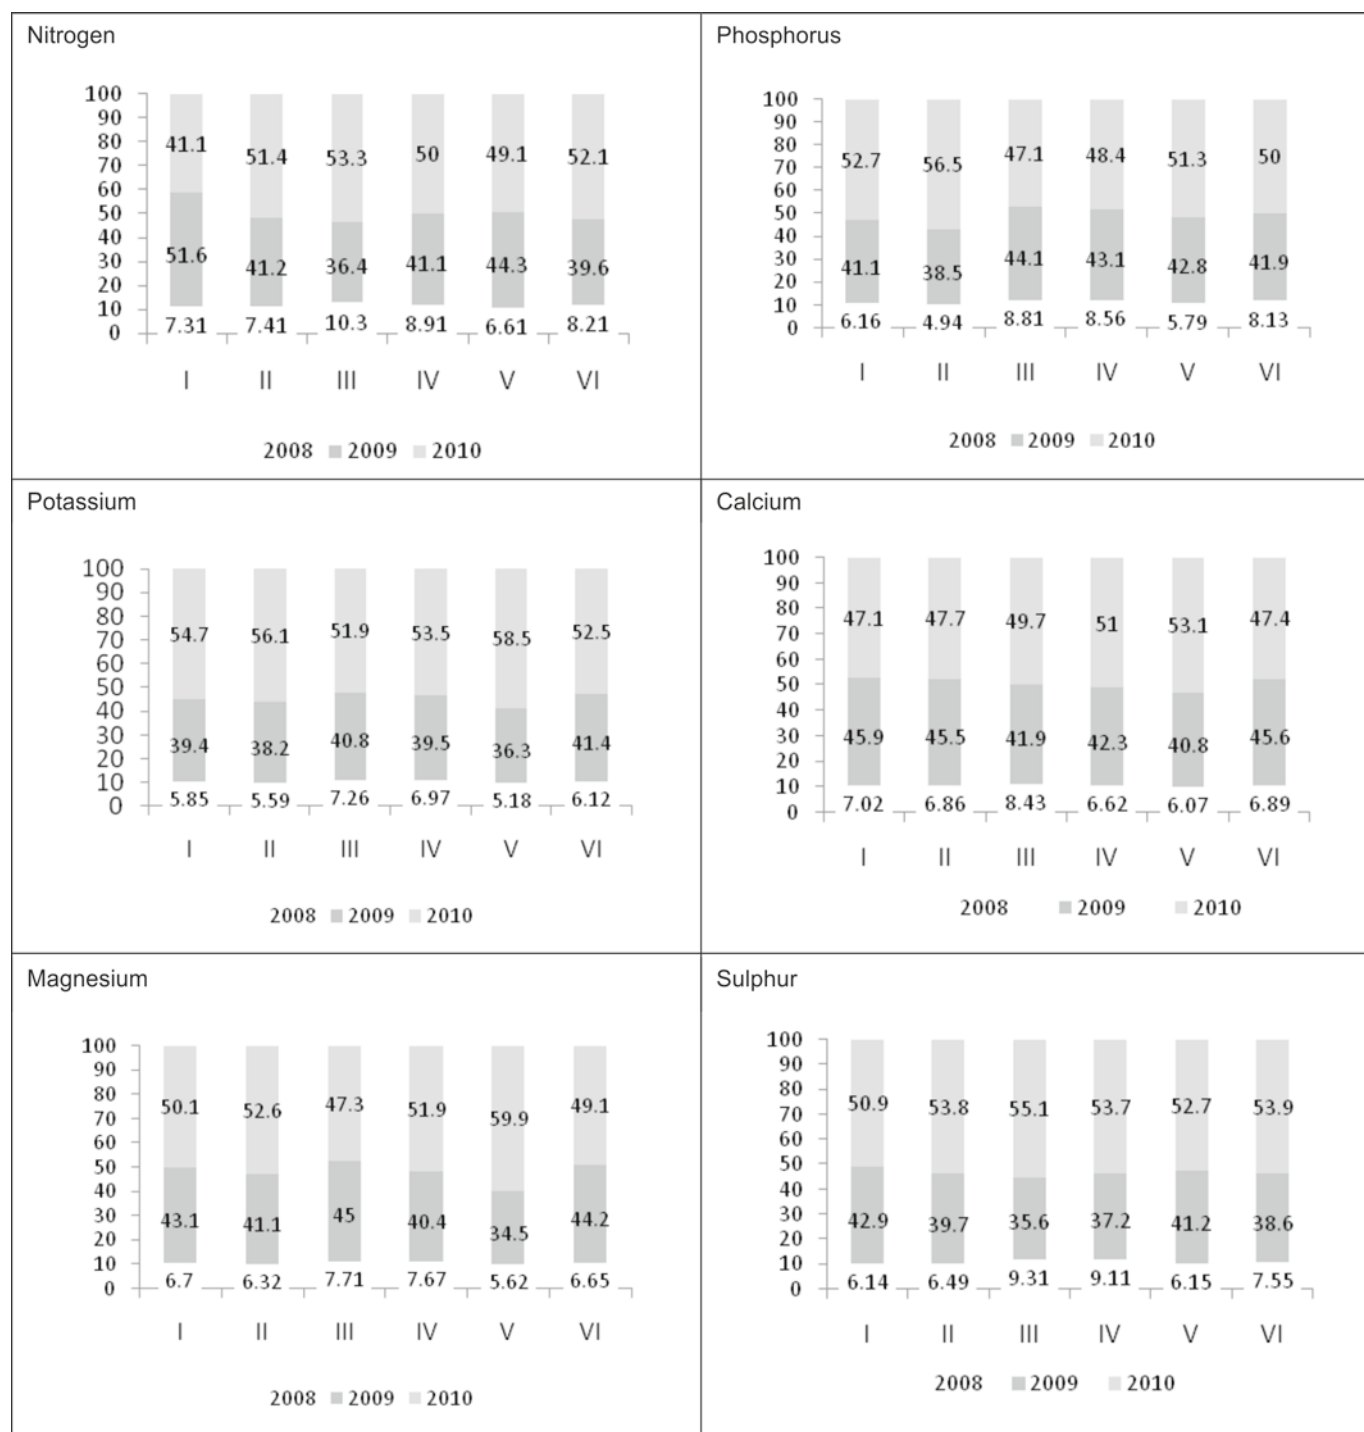 Nitrogen
100
90
80
70
60
50
40
30
20
10
0
41.1 51.4 53.3 50 49.1 52.1
51.6 41.2 36.4 41.1 44.3 39.6
7.31 7.41 10.3 8.91 6.61 8.21
I II III IV V VI
2008 2009 2010
Phosphorus
100
90
80
70
60
50
40
30
20
10
0
52.7 56.5 47.1 48.4 51.3 50
41.1 38.5 44.1 43.1 42.8 41.9
6.16 4.94 8.81 8.56 5.79 8.13
I II III IV V VI
2008 2009 2010
Potassium
100
90
80
70
60
50
40
30
20
10
0
54.7 56.1 51.9 53.5 58.5 52.5
39.4 38.2 40.8 39.5 36.3 41.4
5.85 5.59 7.26 6.97 5.18 6.12
I II III IV V VI
2008 2009 2010
Calcium
100
90
80
70
60
50
40
30
20
10
0
47.1 47.7 49.7 51 53.1 47.4
45.9 45.5 41.9 42.3 40.8 45.6
7.02 6.86 8.43 6.62 6.07 6.89
I II III IV V VI
2008 2009 2010
Magnesium
100
90
80
70
60
50
40
30
20
10
0
50.1 52.6 47.3 51.9 59.9 49.1
43.1 41.1 45 40.4 34.5 44.2
6.7 6.32 7.71 7.67 5.62 6.65
I II III IV V VI
2008 2009 2010
Sulphur
100
90
80
70
60
50
40
30
20
10
0
50.9 53.8 55.1 53.7 52.7 53.9
42.9 39.7 35.6 37.2 41.2 38.6
6.14 6.49 9.31 9.11 6.15 7.55
I II III IV V VI
2008 2009 2010